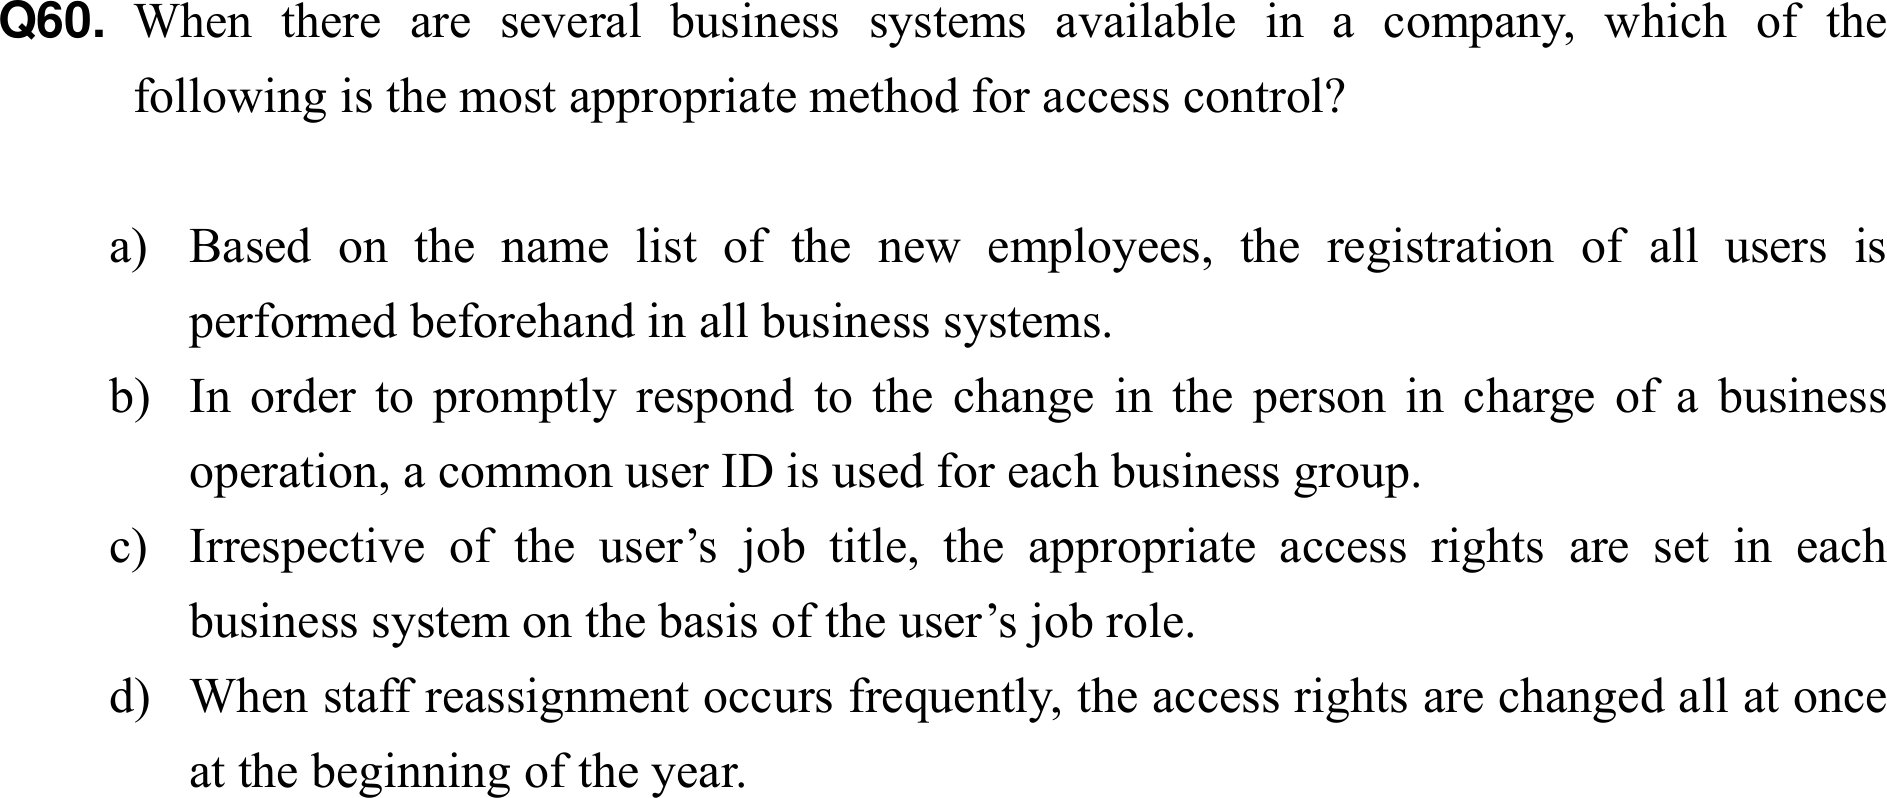 Q60. When there are several business systems available in a company, which of the
following is the most appropriate method for access control?
a) Based on the name list of the new employees, the registration of all users is
performed beforehand in all business systems.
b) In order to promptly respond to the change in the person in charge of a business
operation, a common user ID is used for each business group.
c) Irrespective of the user’s job title, the appropriate access rights are set in each
business system on the basis of the user’s job role.
d) When staff reassignment occurs frequently, the access rights are changed all at once
at the beginning of the year.